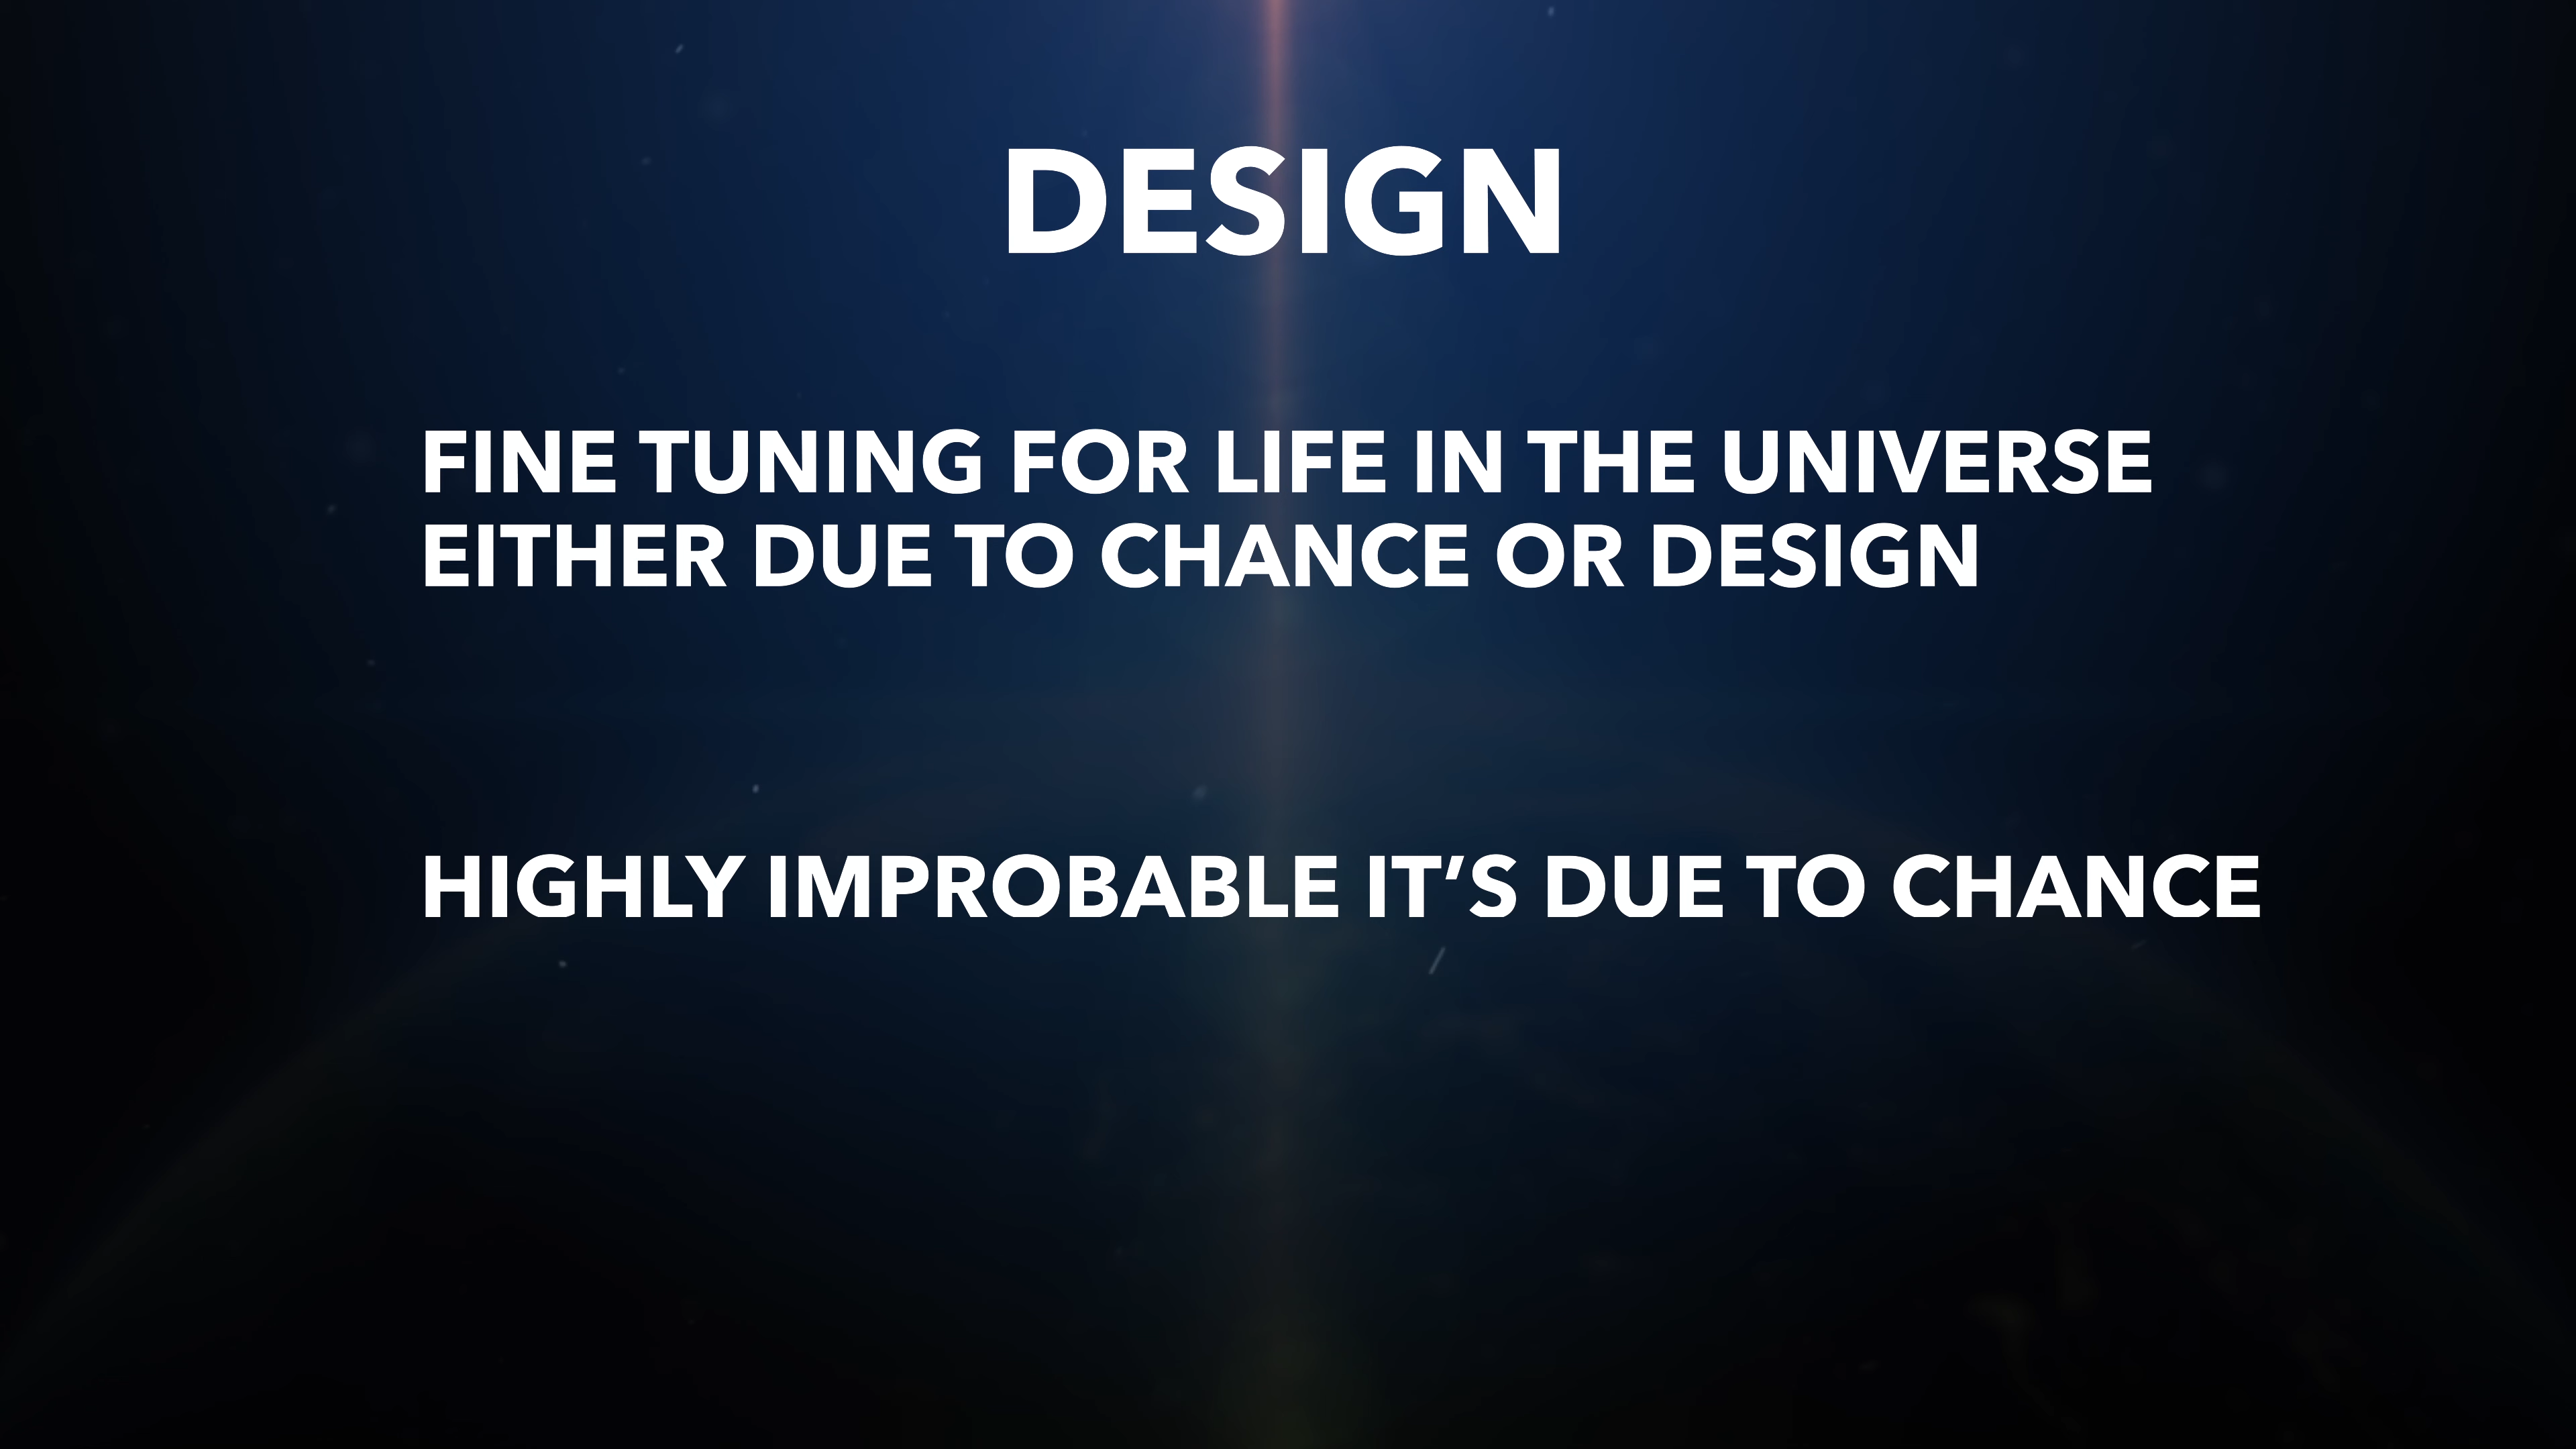 DESIGN
FINE TUNING FOR LIFE IN THE UNIVERSE
EITHER DUE TO CHANCE OR DESIGN
HIGHLY IMPROBABLE IT’S DUE TO CHANCE